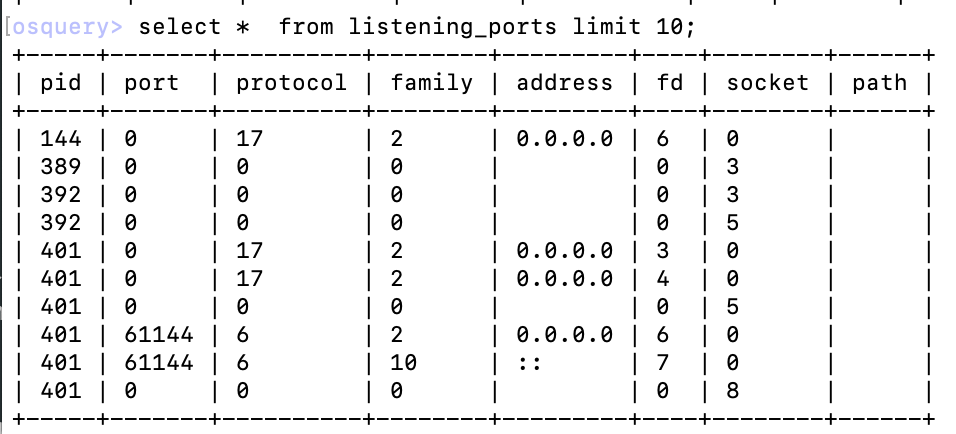 [osquery> select *  from listening_ports limit 10;
+-----+-------+----------+--------+---------+----+--------+------+
| pid | port  | protocol | family | address | fd | socket | path |
+-----+-------+----------+--------+---------+----+--------+------+
| 144 | 0     | 17       | 2      | 0.0.0.0 | 6  | 0      |      |
| 389 | 0     | 0        | 0      |         | 0  | 3      |      |
| 392 | 0     | 0        | 0      |         | 0  | 3      |      |
| 392 | 0     | 0        | 0      |         | 0  | 5      |      |
| 401 | 0     | 17       | 2      | 0.0.0.0 | 3  | 0      |      |
| 401 | 0     | 17       | 2      | 0.0.0.0 | 4  | 0      |      |
| 401 | 0     | 0        | 0      |         | 0  | 5      |      |
| 401 | 61144 | 6        | 2      | 0.0.0.0 | 6  | 0      |      |
| 401 | 61144 | 6        | 10     | ::      | 7  | 0      |      |
| 401 | 0     | 0        | 0      |         | 0  | 8      |      |
+-----+-------+----------+--------+---------+----+--------+------+